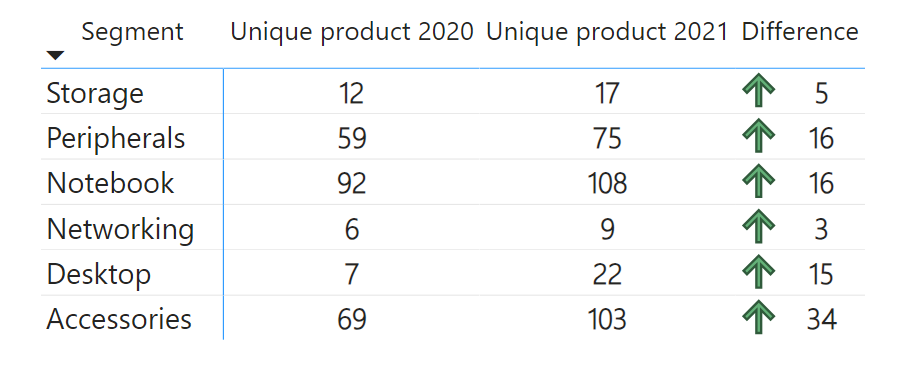 Segment Unique product 2020 Unique product 2021 Difference
Storage 12 17 5
Peripherals 59 75 16
Notebook 92 108 16
Networking 6 9 3
Desktop 7 22 15
Accessories 69 103 34